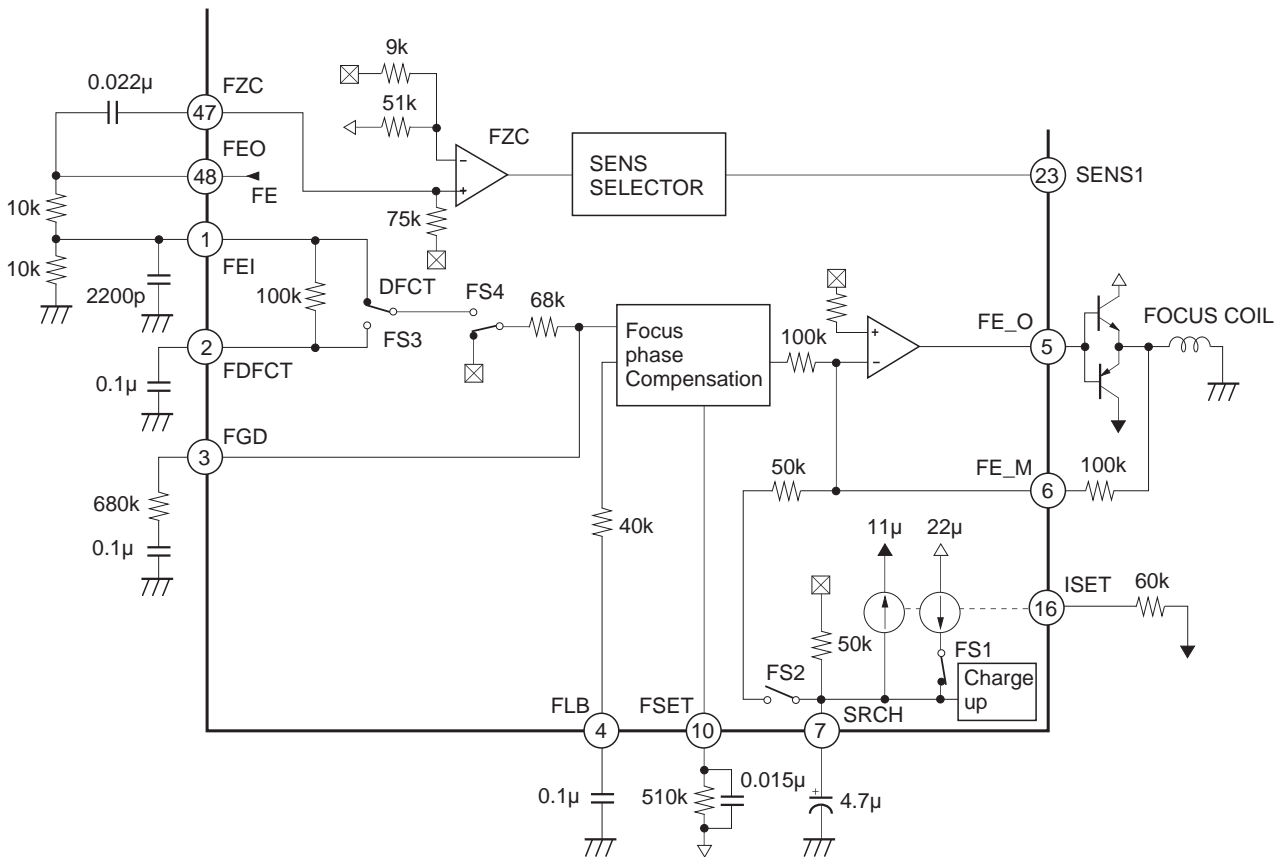 9k
0.022µ
FZC
47
51k
FZC
FEO
48
FE
SENS
SELECTOR
23
SENS1
10k
75k
1
FEI
10k
2200p
100k
DFCT
FS4
68k
FS3
2
FDFCT
0.1µ
Focus
phase
Compensation
100k
FE_O
5
FOCUS COIL
FGD
3
680k
0.1µ
50k
FE_M
6
100k
40k
11µ
22µ
ISET
16
60k
50k
FS1
FS2
Charge
up
FLB
4
FSET
10
SRCH
7
0.1µ
510k
0.015µ
+
4.7µ